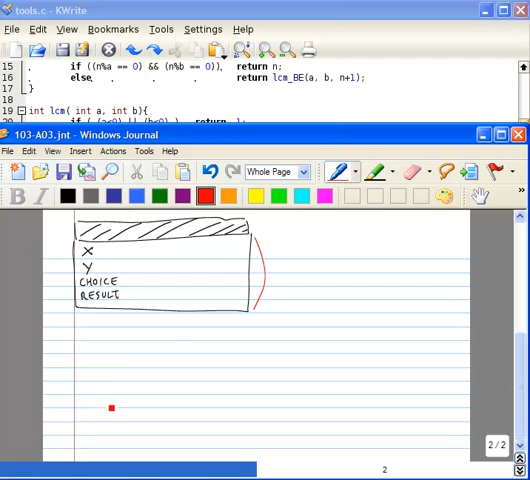 tools.c - KWrite
File Edit View Bookmarks Tools Settings Help
15 . if ((n%a == 0) && (n%b == 0)). return n;
16 . else. . . . return lcm_BE(a, b, n+1);
17 }
18
19 int lcm( int a, int b){
103-A03.jnt - Windows Journal
File Edit View Insert Actions Tools Help
Whole Page
B I
X
Y
CHOICE
RESULT
2/2
2